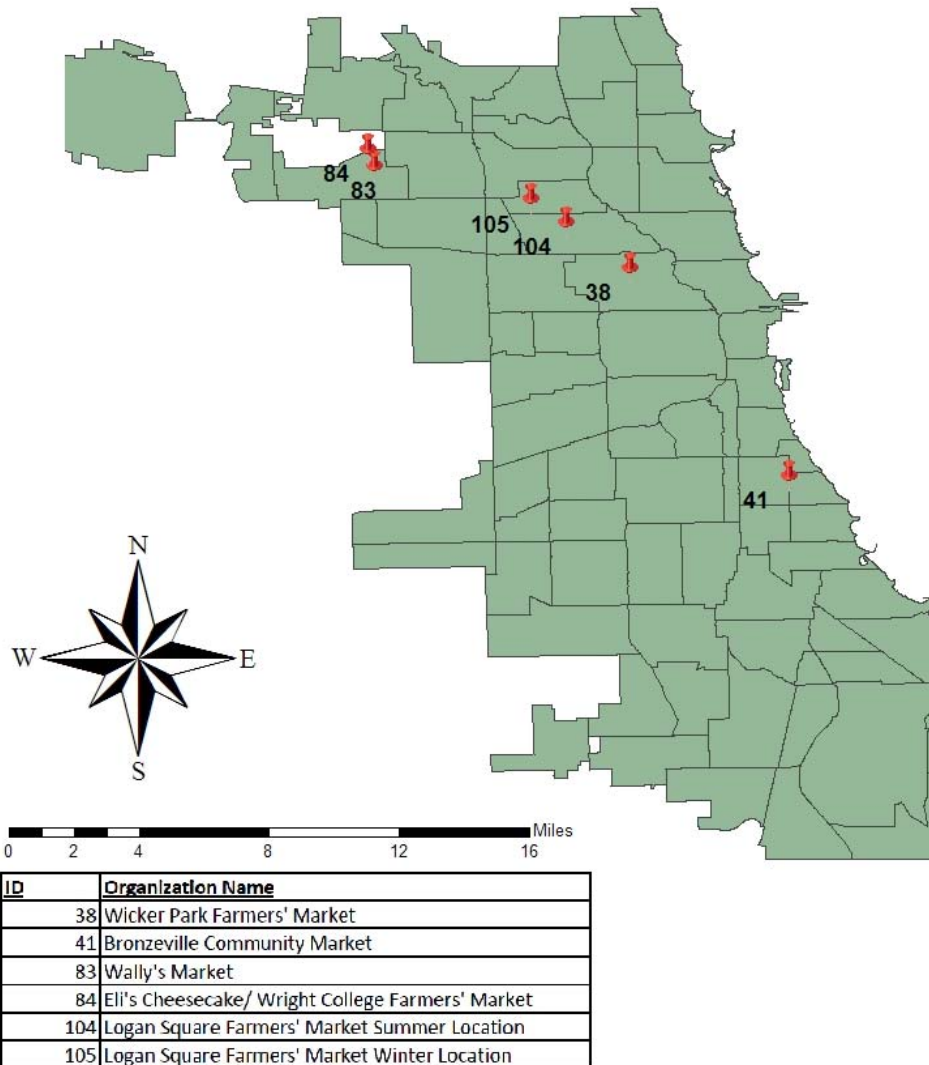 84
83
105
104
38
41
N
W E
S
Miles
0 2 4 8 12 16
ID Organization Name
38 Wicker Park Farmers' Market
41 Bronzeville Community Market
83 Wally's Market
84 Eli's Cheesecake/ Wright College Farmers' Market
104 Logan Square Farmers' Market Summer Location
105 Logan Square Farmers' Market Winter Location